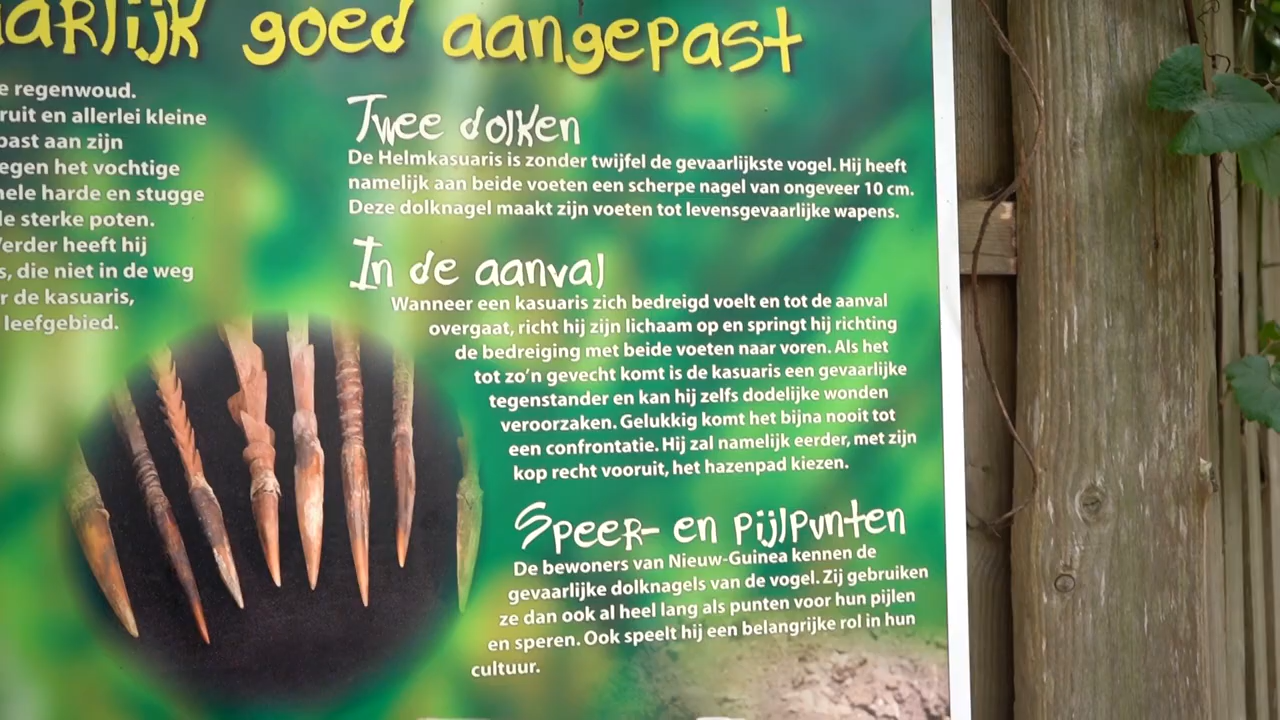 goed aangepast
regenwoud.
en allerlei kleine
aan zijn
het vochtige
harde en stugge
sterke poten.
heeft hij
die niet in de weg
de kasuaris,
leefgebied.
Twee dolken
De Helmkasuaris is zonder twijfel de gevaarlijkste vogel. Hij heeft
namelijk aan beide voeten een scherpe nagel van ongeveer 10 cm.
Deze dolknagel maakt zijn voeten tot levensgevaarlijke wapens.
In de aanval
Wanneer een kasuaris zich bedreigd voelt en tot de aanval
overgaat, richt hij zijn lichaam op en springt hij richting
de bedreiging met beide voeten naar voren. Als het
tot zo'n gevecht komt is de kasuaris een gevaarlijke
tegenstander en kan hij zelfs dodelijke wonden
veroorzaken. Gelukkig komt het bijna nooit tot
een confrontatie. Hij zal namelijk eerder, met zijn
kop recht vooruit, het hazenpad kiezen.
Speer- en pijlpunten
De bewoners van Nieuw-Guinea kennen de
gevaarlijke dolknagels van de vogel. Zij gebruiken
ze dan ook al heel lang als punten voor hun pijlen
en speren. Ook speelt hij een belangrijke rol in hun
cultuur.